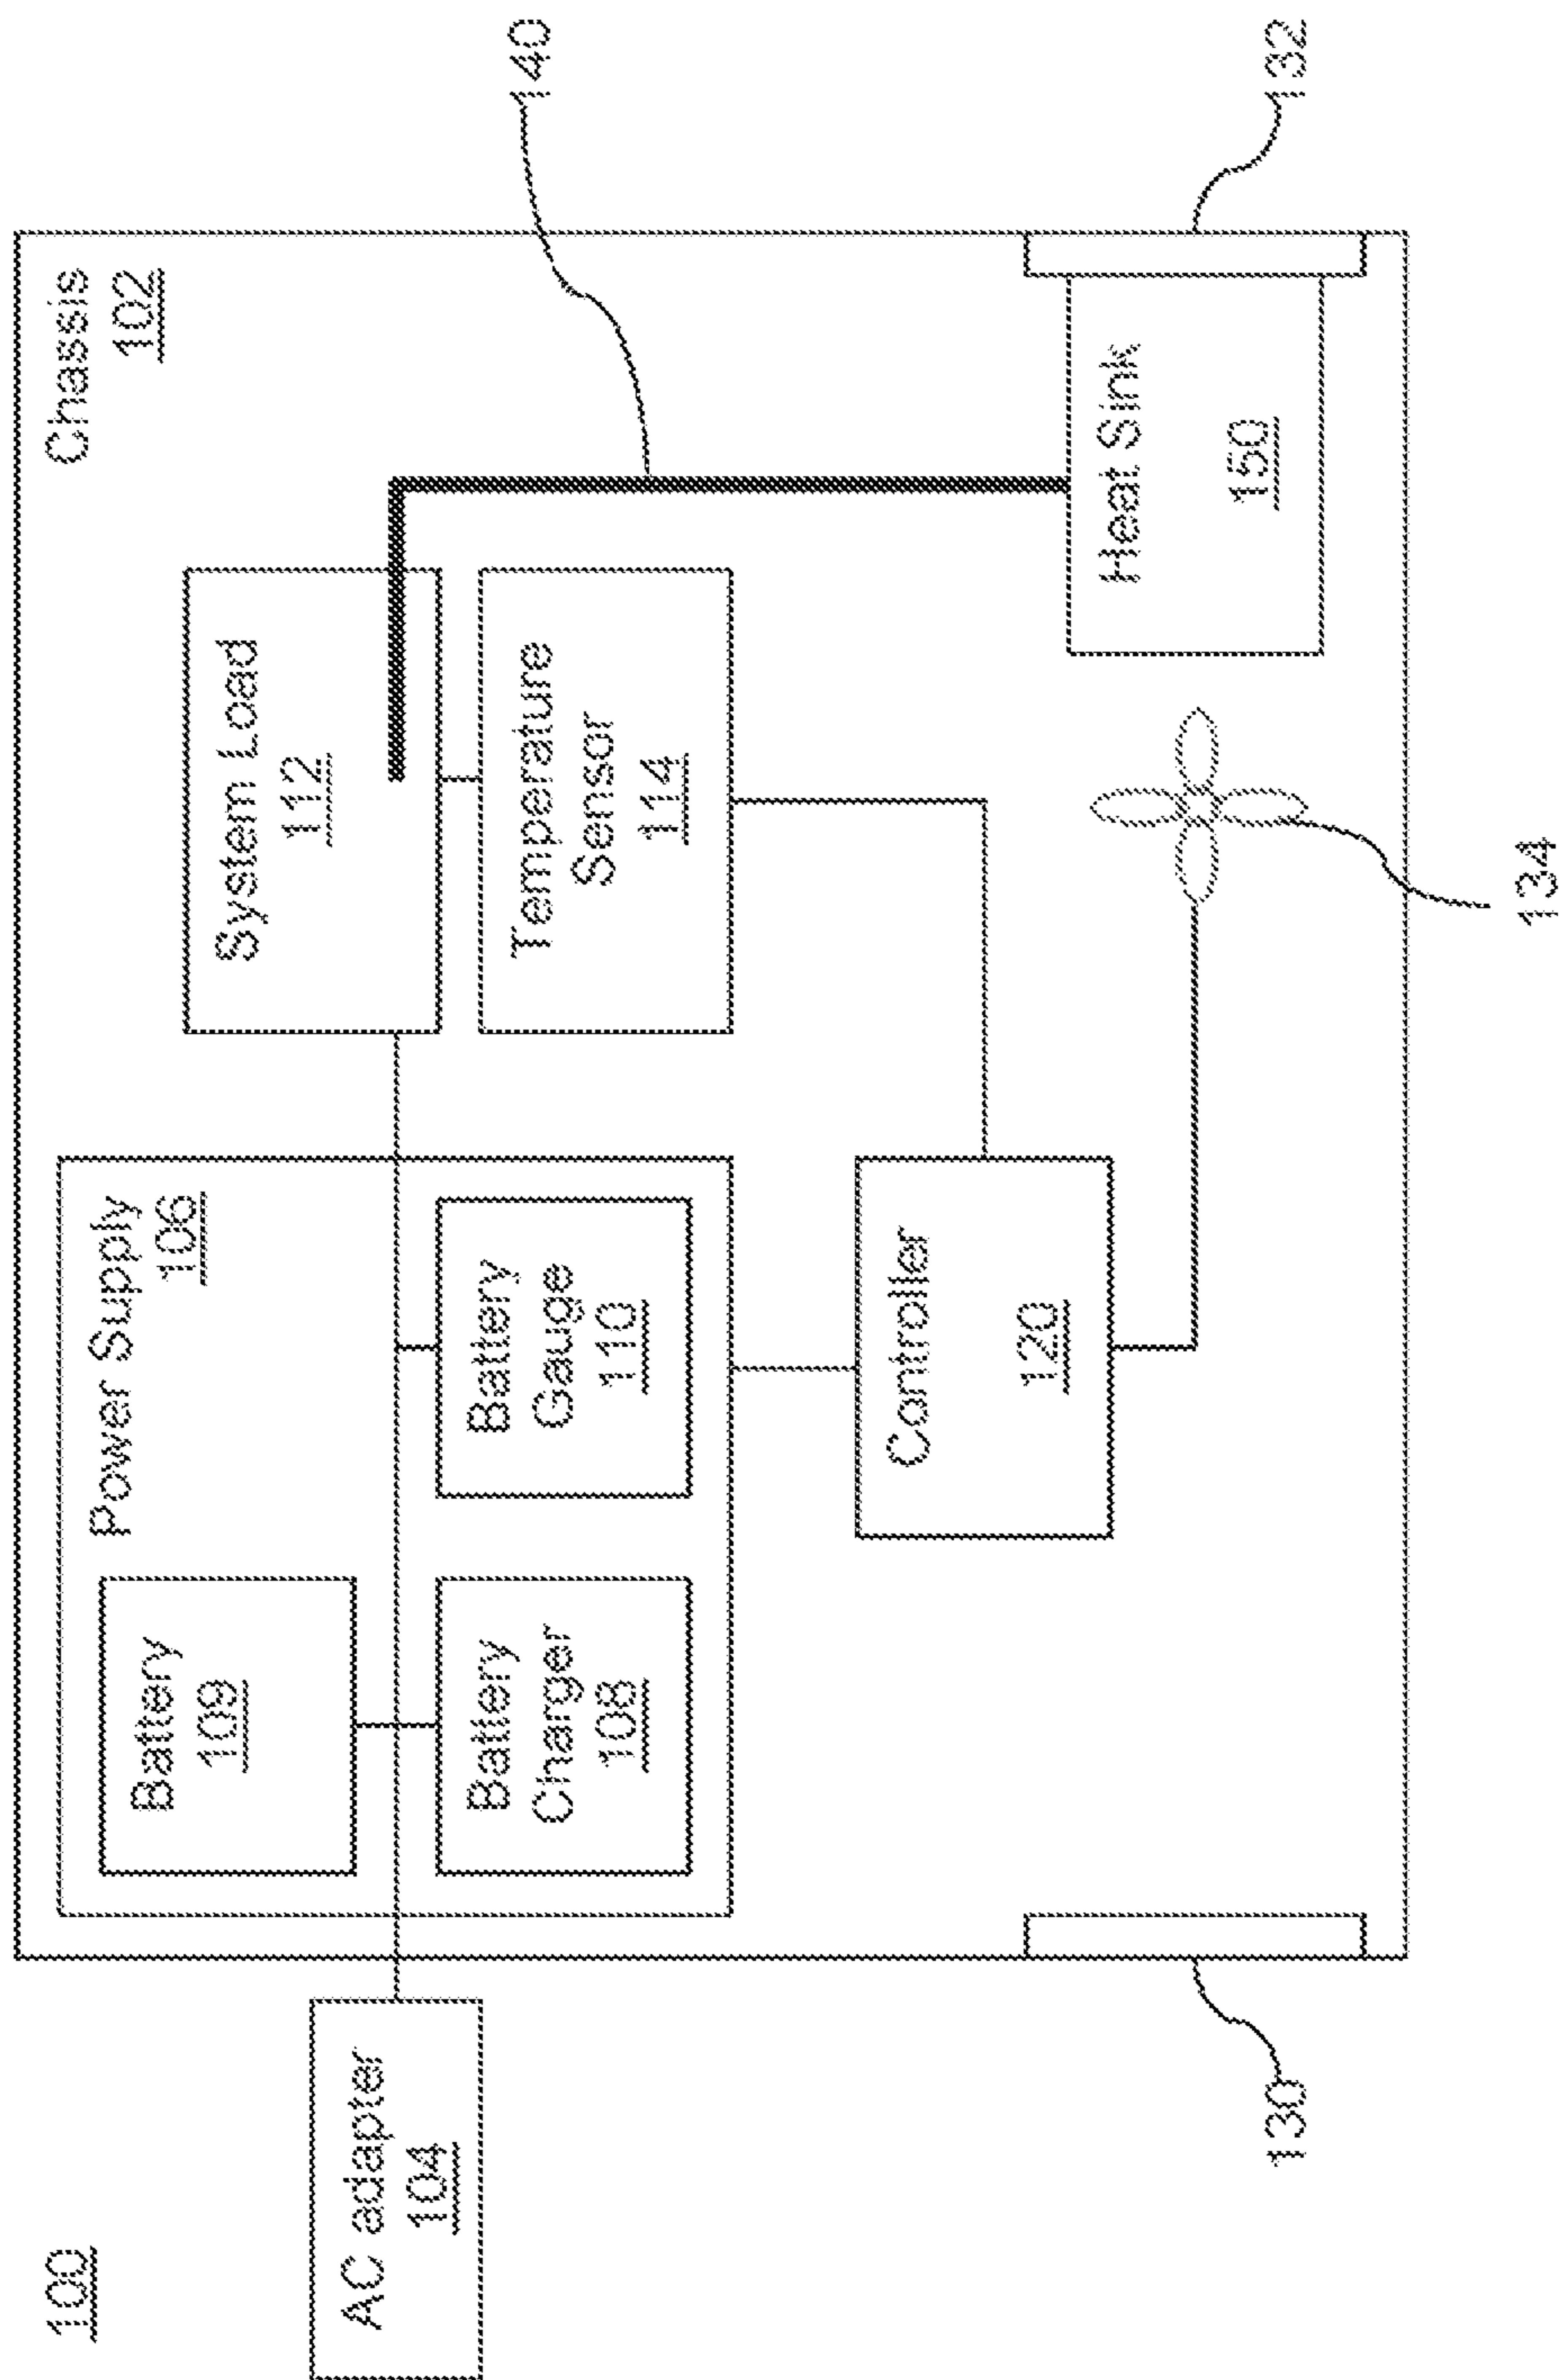 100
Chassis
102
Power Supply
106
Battery
109
System Load
112
AC adapter
104
140
Battery
Charger
108
Battery
Gauge
110
Temperature
Sensor
114
Controller
120
Heat Sink
150
130
132
134